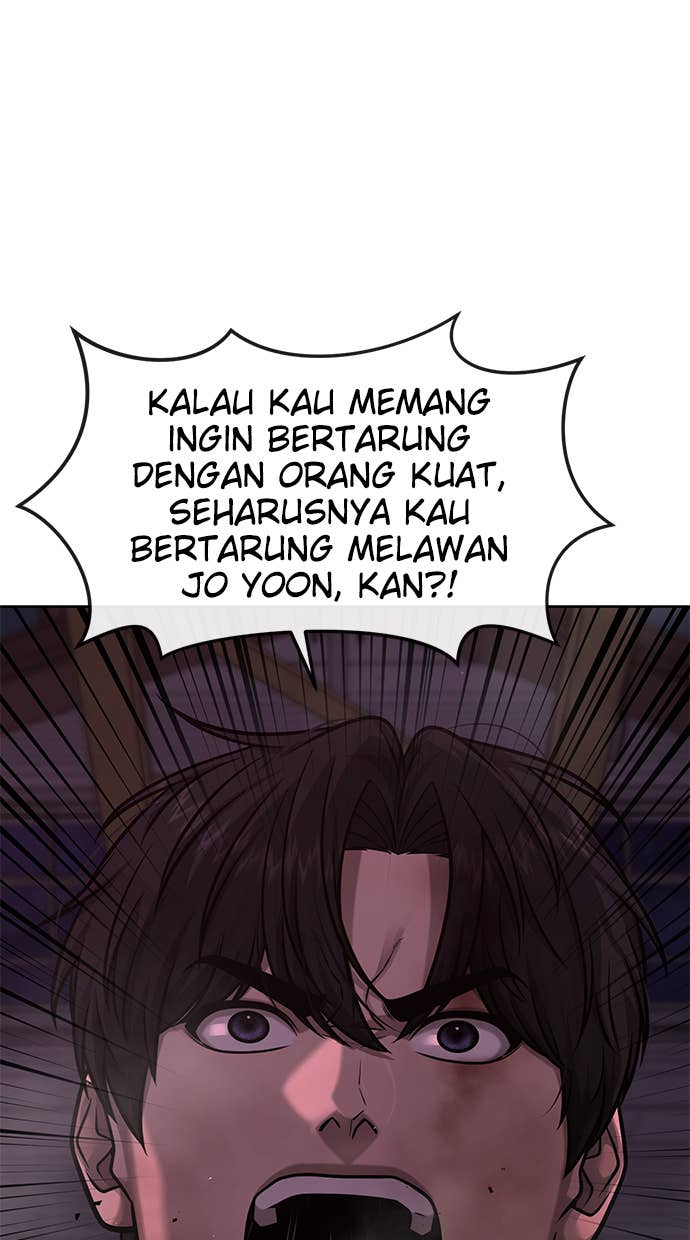 KALAU KAU MEMANG
INGIN BERTARUNG
DENGAN ORANG KUAT,
SEHARUSNYA KAU
BERTARUNG MELAWAN
JO YOON, KAN?!